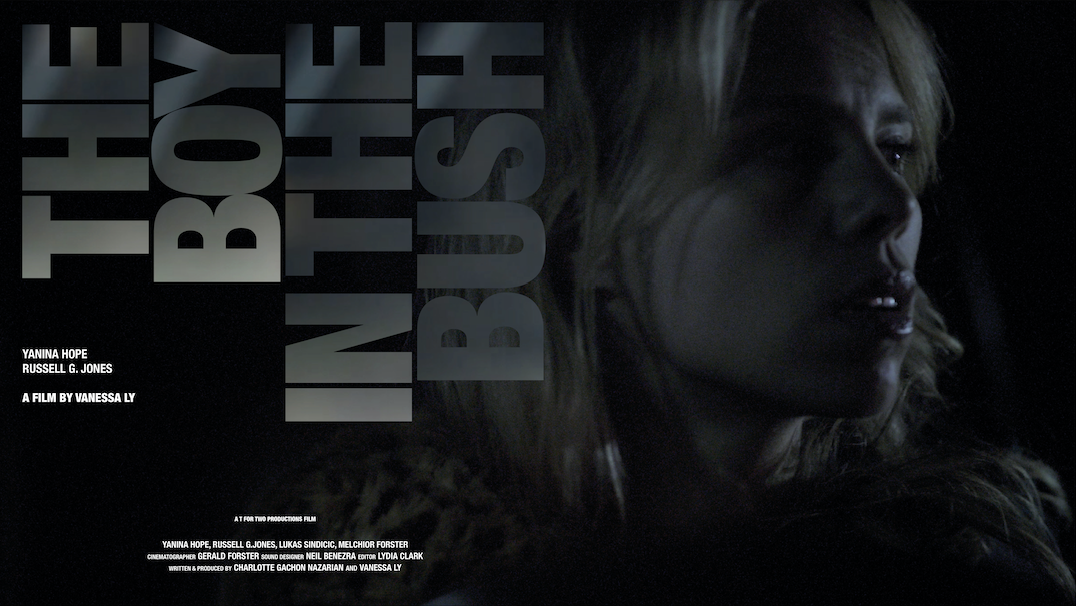 THE
BOY
IN THE
BUSH
YANINA HOPE
RUSSELL G. JONES
A FILM BY VANESSA LY
A T FOR TWO PRODUCTIONS FILM
YANINA HOPE, RUSSELL G.JONES, LUKAS SINDICIC, MELCHIOR FORSTER
CINEMATOGRAPHER GERALD FORSTER SOUND DESIGNER NEIL BENEZRA EDITOR LYDIA CLARK
WRITTEN & PRODUCED BY CHARLOTTE GACHON NAZARIAN AND VANESSA LY